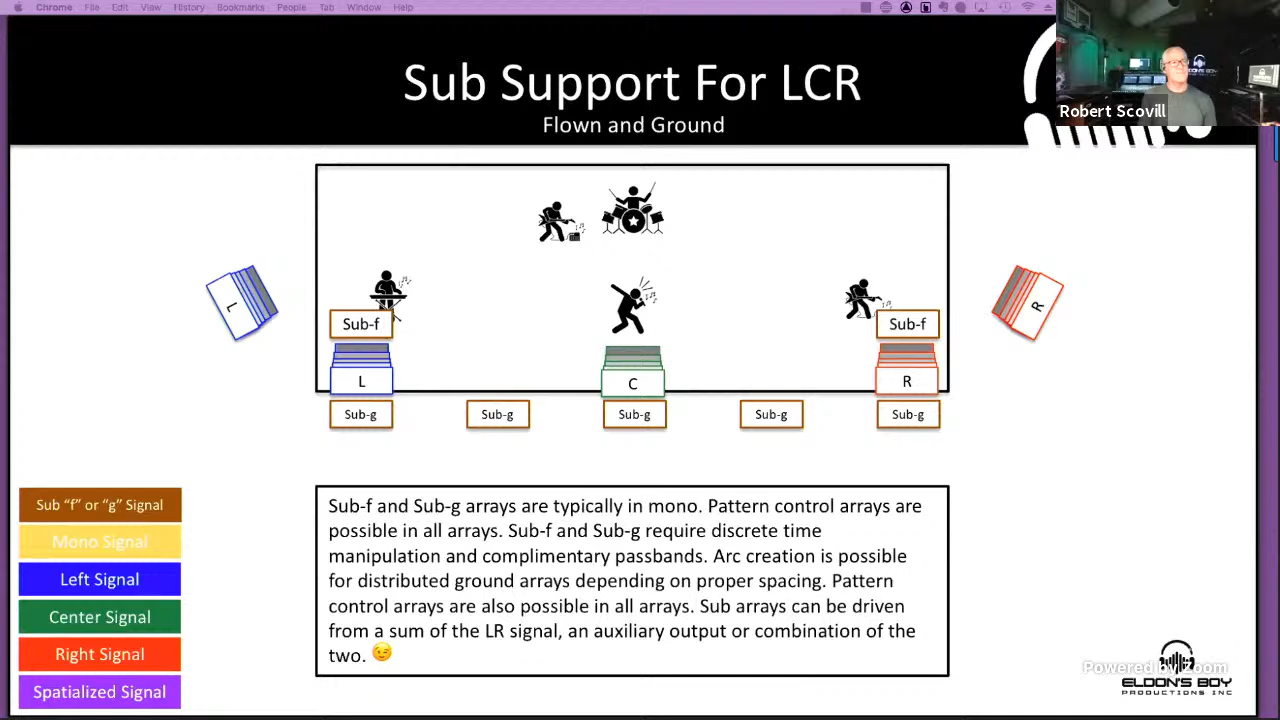 Chrome File Edit View History Bookmarks People Tab Window Help
Sub Support For LCR
Flown and Ground
Robert Scovill
L
R
Sub-f
Sub-f
L
C
R
Sub-g
Sub-g
Sub-g
Sub-g
Sub-g
Sub "f" or "g" Signal
Mono Signal
Left Signal
Center Signal
Right Signal
Spatialized Signal
Sub-f and Sub-g arrays are typically in mono. Pattern control arrays are
possible in all arrays. Sub-f and Sub-g require discrete time
manipulation and complimentary passbands. Arc creation is possible
for distributed ground arrays depending on proper spacing. Pattern
control arrays are also possible in all arrays. Sub arrays can be driven
from a sum of the LR signal, an auxiliary output or combination of the
two. 😉
Powered by Zoom
ELDON'S BOY
PRODUCTIONS INC